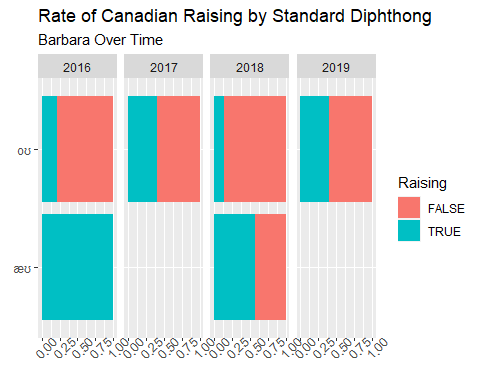 Rate of Canadian Raising by Standard Diphthong
Barbara Over Time
2016 2017 2018 2019
oʊ
æʊ
Raising
FALSE
TRUE
0.00 0.25 0.50 0.75 1.00 0.00 0.25 0.50 0.75 1.00 0.00 0.25 0.50 0.75 1.00 0.00 0.25 0.50 0.75 1.00